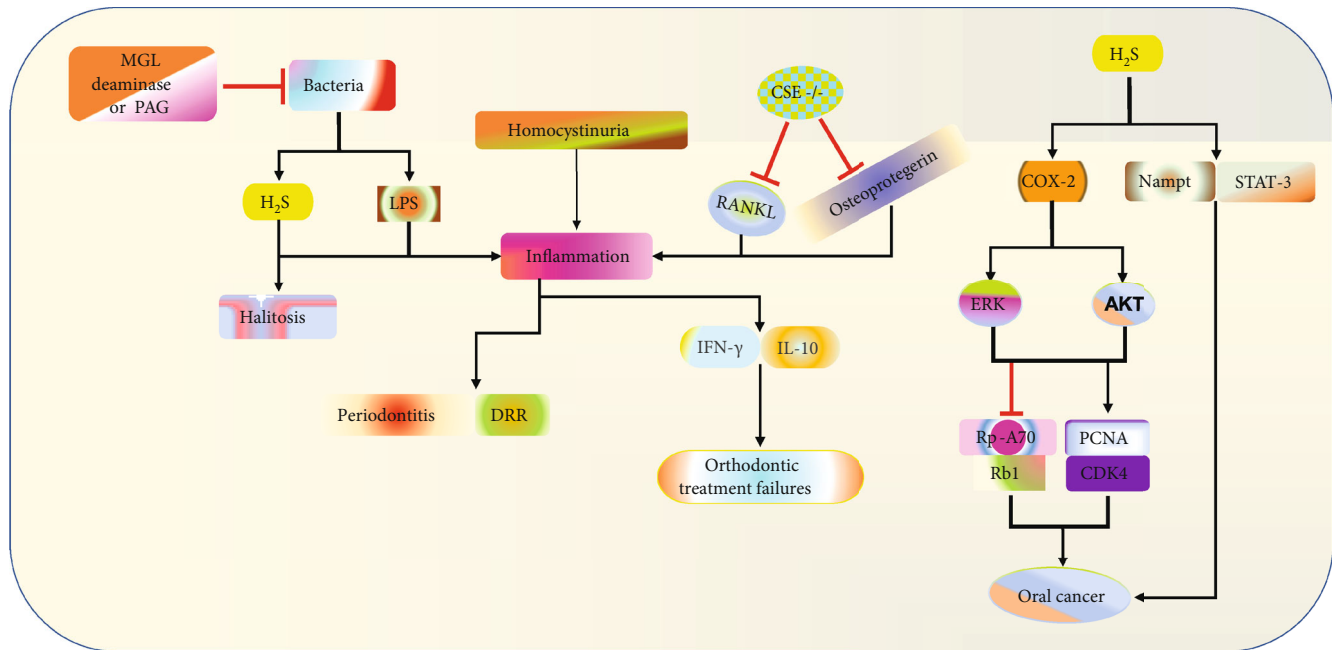 MGL
deaminase
or PAG
Bacteria
H₂S
LPS
Halitosis
Homocystinuria
CSE -/-
RANKL
Osteoprotegerin
Inflammation
Periodontitis
DRR
IFN-γ
IL-10
Orthodontic
treatment failures
H₂S
COX-2
Nampt
STAT-3
ERK
AKT
Rp-A70
Rb1
PCNA
CDK4
Oral cancer